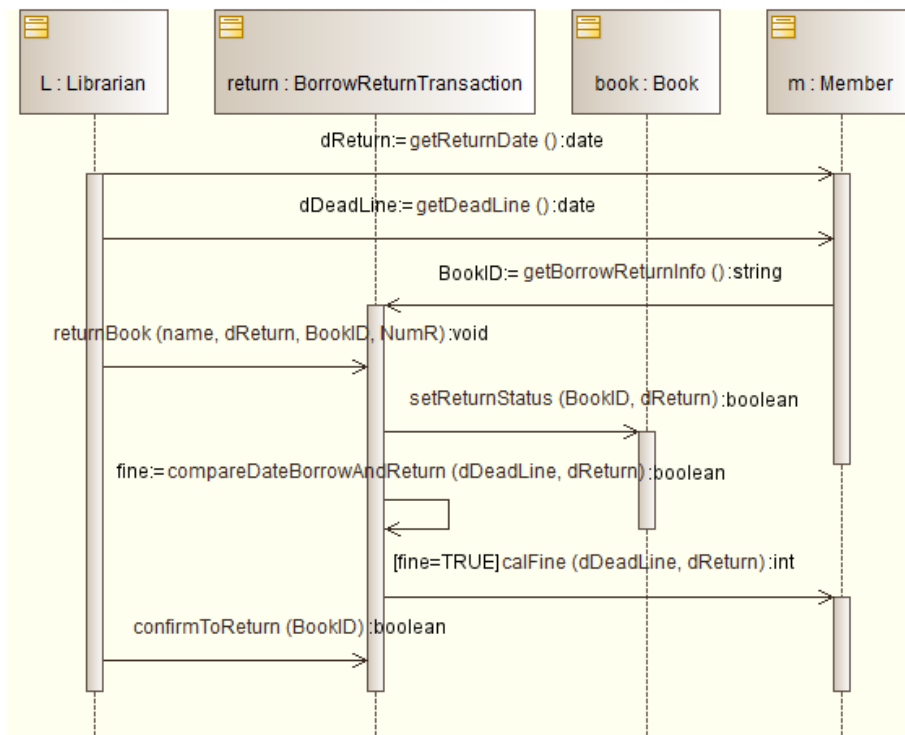 L : Librarian
return : BorrowReturnTransaction
book : Book
m : Member
dReturn:= getReturnDate ():date
dDeadLine:= getDeadLine ():date
BookID:= getBorrowReturnInfo ():string
returnBook (name, dReturn, BookID, NumR):void
setReturnStatus (BookID, dReturn):boolean
fine:= compareDateBorrowAndReturn (dDeadLine, dReturn):boolean
[fine=TRUE]calFine (dDeadLine, dReturn):int
confirmToReturn (BookID):boolean